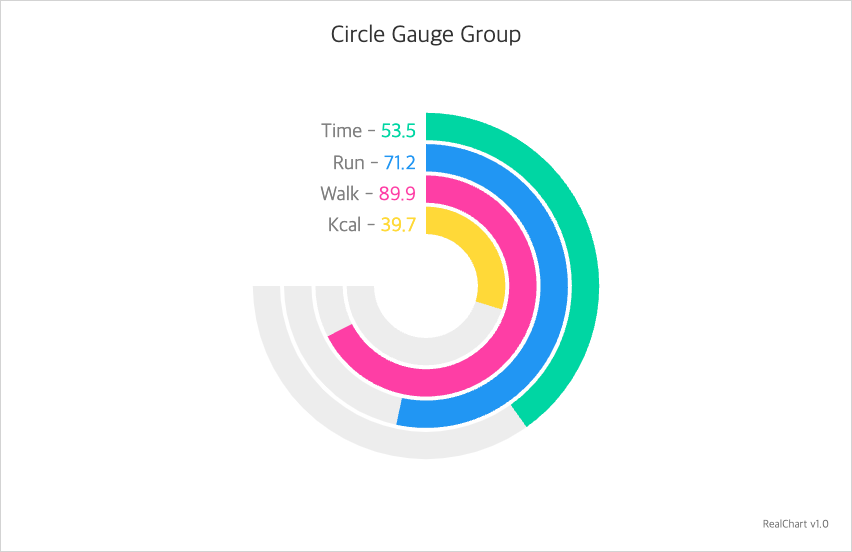 Circle Gauge Group
Time - 53.5
Run - 71.2
Walk - 89.9
Kcal - 39.7
RealChart v1.0